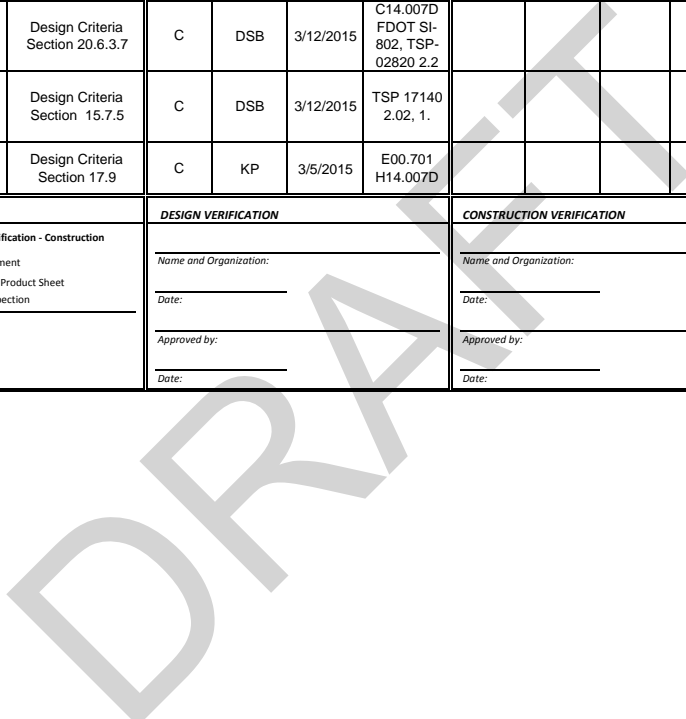 Design Criteria
Section 20.6.3.7
C
DSB
3/12/2015
C14.007D
FDOT SI-
802, TSP-
02820 2.2
Design Criteria
Section 15.7.5
C
DSB
3/12/2015
TSP 17140
2.02, 1.
Design Criteria
Section 17.9
C
KP
3/5/2015
E00.701
H14.007D
DESIGN VERIFICATION
CONSTRUCTION VERIFICATION
fication - Construction
ment
Product Sheet
pection
Name and Organization:
Date:
Approved by:
Date:
Name and Organization:
Date:
Approved by:
Date:
DRAFT